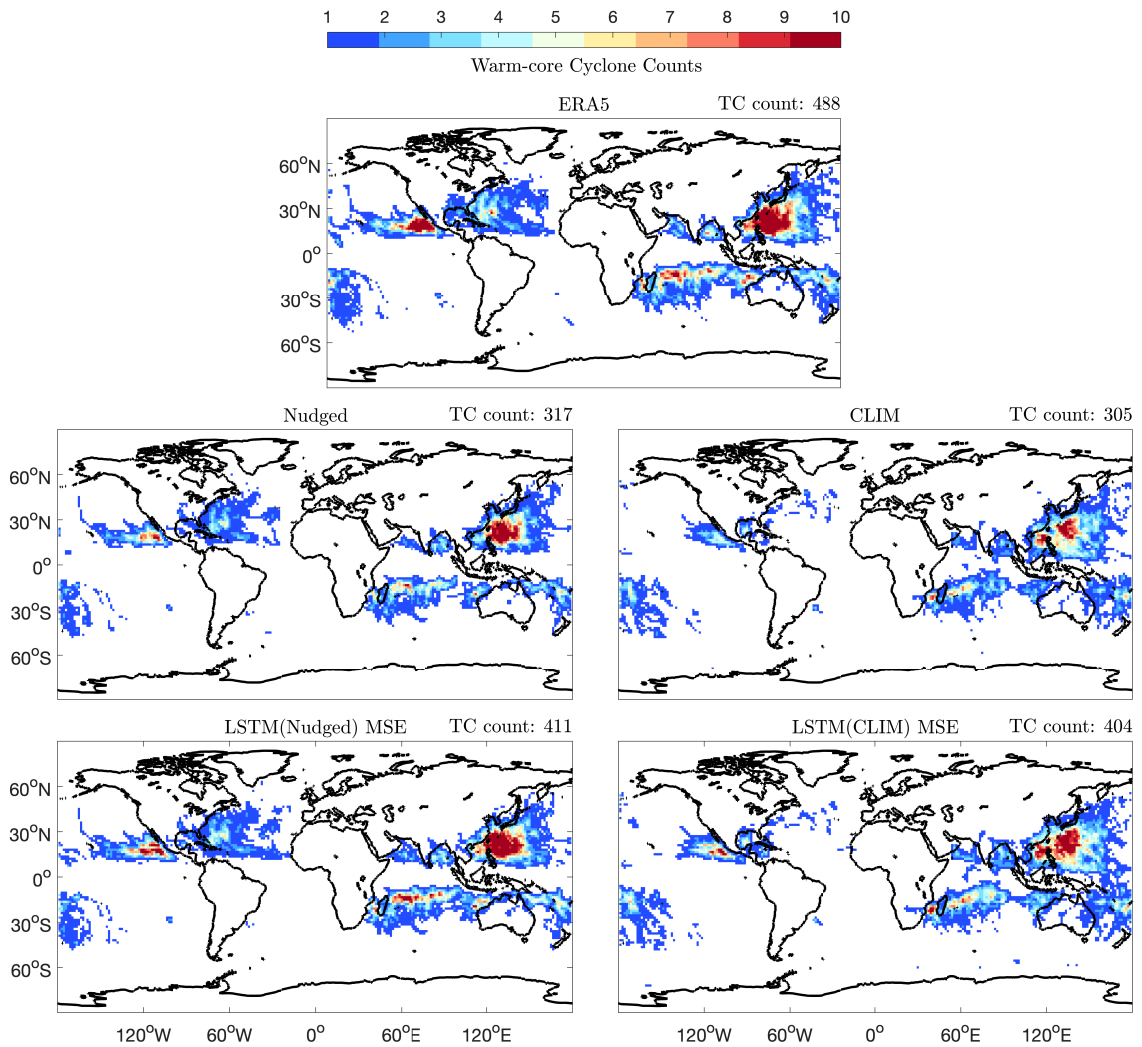 1 2 3 4 5 6 7 8 9 10
Warm-core Cyclone Counts
ERA5 TC count: 488
60°N
30°N
0°
30°S
60°S
Nudged TC count: 317
CLIM TC count: 305
60°N
30°N
0°
30°S
60°S
LSTM(Nudged) MSE TC count: 411
LSTM(CLIM) MSE TC count: 404
60°N
30°N
0°
30°S
60°S
120°W 60°W 0° 60°E 120°E
120°W 60°W 0° 60°E 120°E